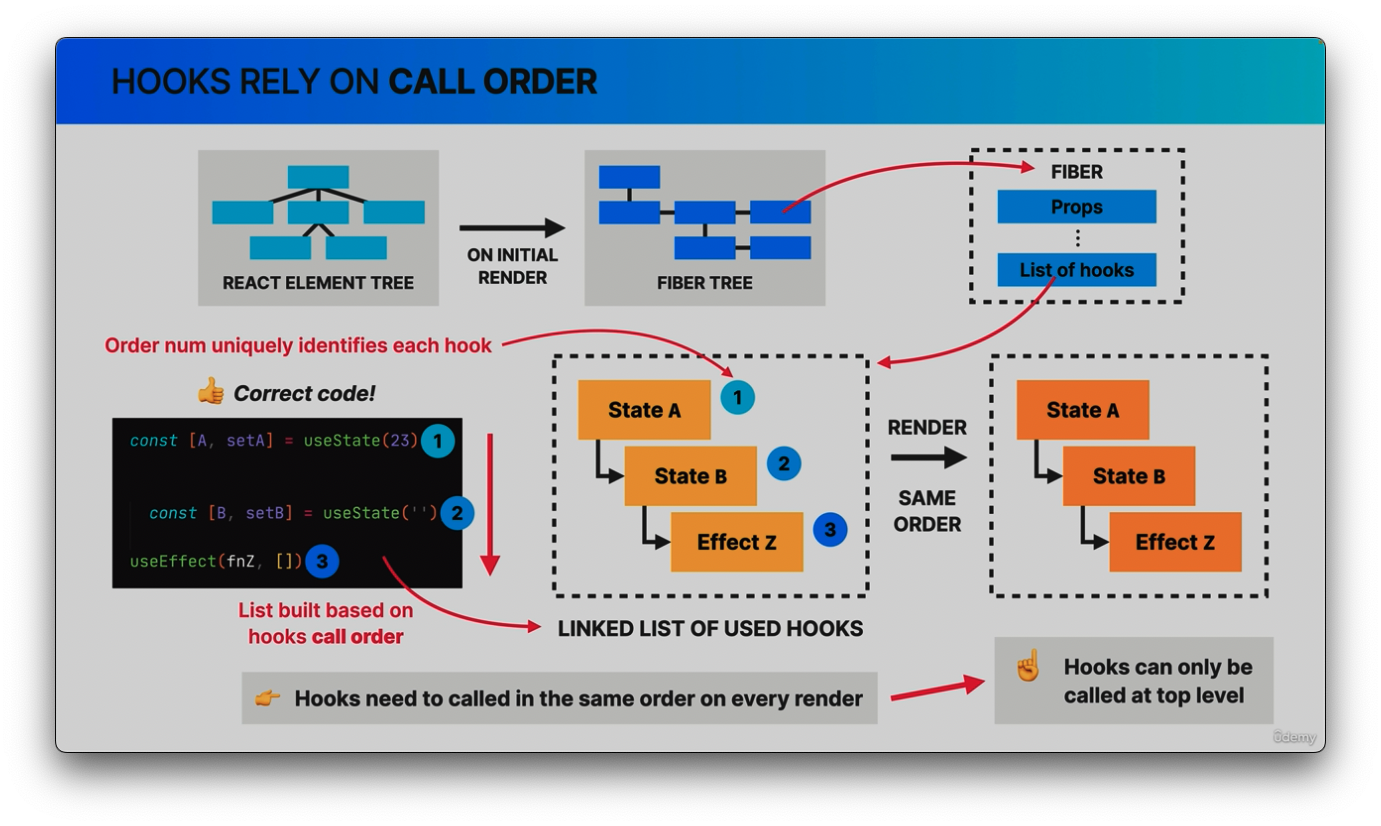 HOOKS RELY ON CALL ORDER
REACT ELEMENT TREE
ON INITIAL
RENDER
FIBER TREE
FIBER
Props
List of hooks
Order num uniquely identifies each hook
Correct code!
const [A, setA] = useState(23) 1
const [B, setB] = useState('') 2
useEffect(fnZ, []) 3
List built based on
hooks call order
State A 1
State B 2
Effect Z 3
LINKED LIST OF USED HOOKS
RENDER
SAME
ORDER
State A
State B
Effect Z
Hooks need to called in the same order on every render
Hooks can only be
called at top level
ûdemy